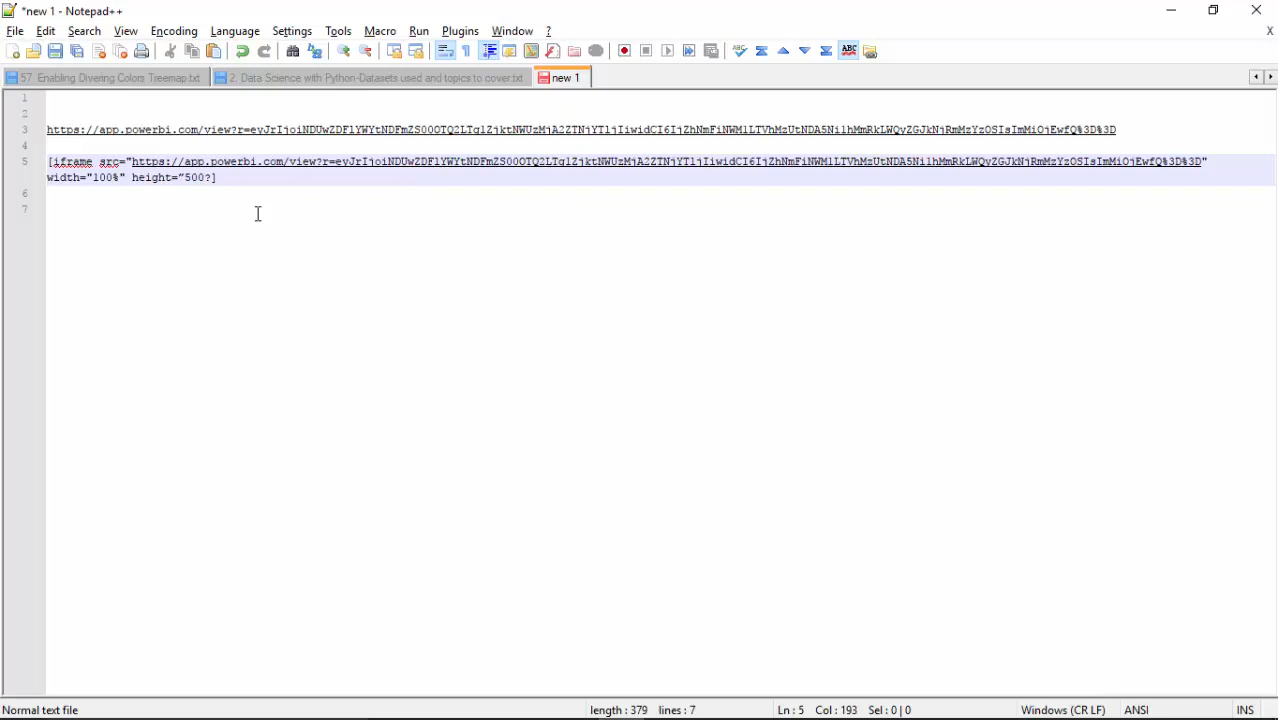 *new 1 - Notepad++
File Edit Search View Encoding Language Settings Tools Macro Run Plugins Window ?
X
57. Enabling Divering Colors Treemap.txt
2. Data Science with Python-Datasets used and topics to cover.txt
new 1
1
2
3 https://app.powerbi.com/view?r=eyJrIjoiNDUwZDFlYWYtNDFmZS00OTQ2LTg1ZjktNWUzMjA2ZTNjYTljIiwidCI6IjZhNmFiNWM1LTVhMzUtNDA5Ni1hMmRkLWQyZGJkNjRmMzYzOSIsImMiOjEwfQ%3D%3D
4
5 [iframe src="https://app.powerbi.com/view?r=eyJrIjoiNDUwZDFlYWYtNDFmZS00OTQ2LTg1ZjktNWUzMjA2ZTNjYTljIiwidCI6IjZhNmFiNWM1LTVhMzUtNDA5Ni1hMmRkLWQyZGJkNjRmMzYzOSIsImMiOjEwfQ%3D%3D"
width="100%" height="500?]
6
7
Normal text file length : 379 lines : 7 Ln : 5 Col : 193 Sel : 0 | 0 Windows (CR LF) ANSI INS